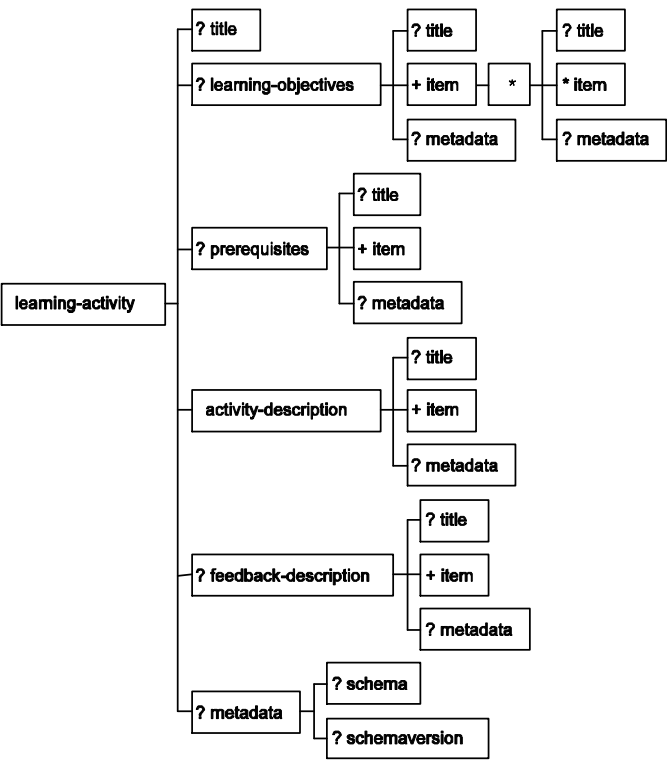 ? title
? learning-objectives
? title
+ item
? metadata
*
? title
* item
? metadata
? prerequisites
? title
+ item
? metadata
learning-activity
activity-description
? title
+ item
? metadata
? feedback-description
? title
+ item
? metadata
? metadata
? schema
? schemaversion